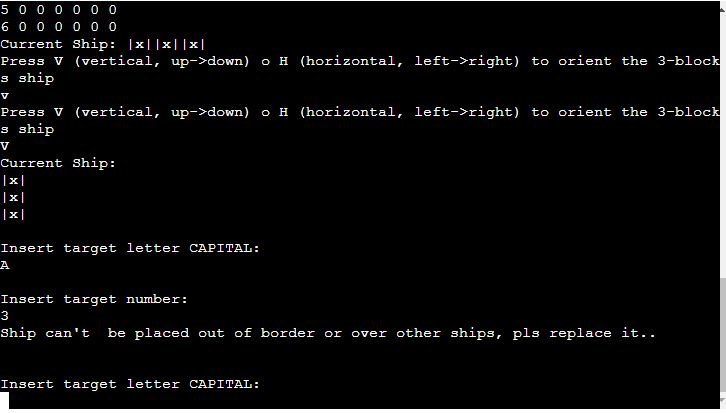 5 0 0 0 0 0 0
6 0 0 0 0 0 0
Current Ship: |x||x||x|
Press V (vertical, up->down) o H (horizontal, left->right) to orient the 3-block
s ship
v
Press V (vertical, up->down) o H (horizontal, left->right) to orient the 3-block
s ship
V
Current Ship:
|x|
|x|
|x|
Insert target letter CAPITAL:
A
Insert target number:
3
Ship can't  be placed out of border or over other ships, pls replace it..
Insert target letter CAPITAL: